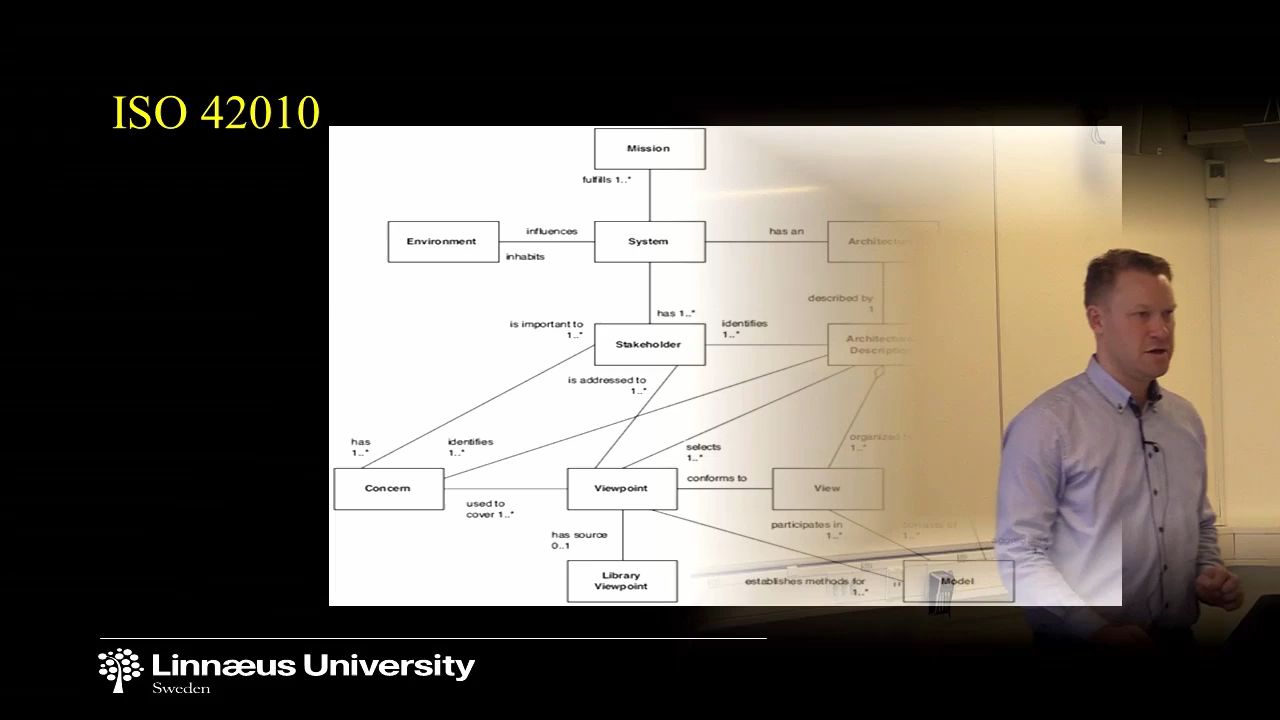 ISO 42010
Mission
fulfills 1..*
Environment
influences
inhabits
System
has an
Architecture
described by
1
has 1..*
is important to
1..*
Stakeholder
identifies
1..*
Architecture
Description
is addressed to
1..*
has
1..*
identifies
1..*
selects
1..*
organized by
1..*
Concern
used to
cover 1..*
Viewpoint
conforms to
View
has source
0..1
participates in
1..*
consists of
1..*
Library
Viewpoint
establishes methods for
1..*
Model
Linnæus University
Sweden